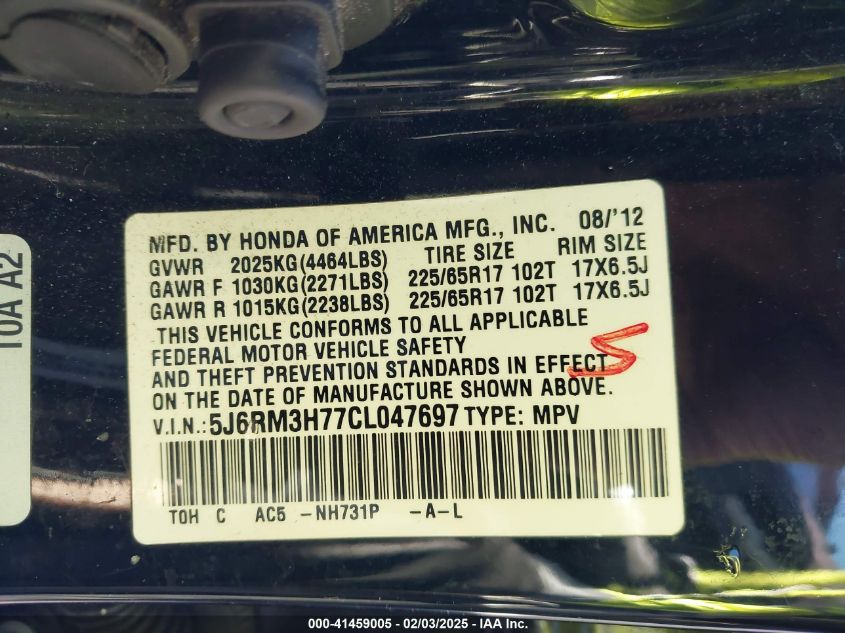 T0A A2
MFD. BY HONDA OF AMERICA MFG., INC. 08/'12
GVWR 2025KG(4464LBS) TIRE SIZE RIM SIZE
GAWR F 1030KG(2271LBS) 225/65R17 102T 17X6.5J
GAWR R 1015KG(2238LBS) 225/65R17 102T 17X6.5J
THIS VEHICLE CONFORMS TO ALL APPLICABLE
FEDERAL MOTOR VEHICLE SAFETY
AND THEFT PREVENTION STANDARDS IN EFFECT
ON THE DATE OF MANUFACTURE SHOWN ABOVE.
V.I.N.: 5J6RM3H77CL047697 TYPE: MPV
T0H C AC5 -NH731P -A-L
000-41459005 - 02/03/2025 - IAA Inc.